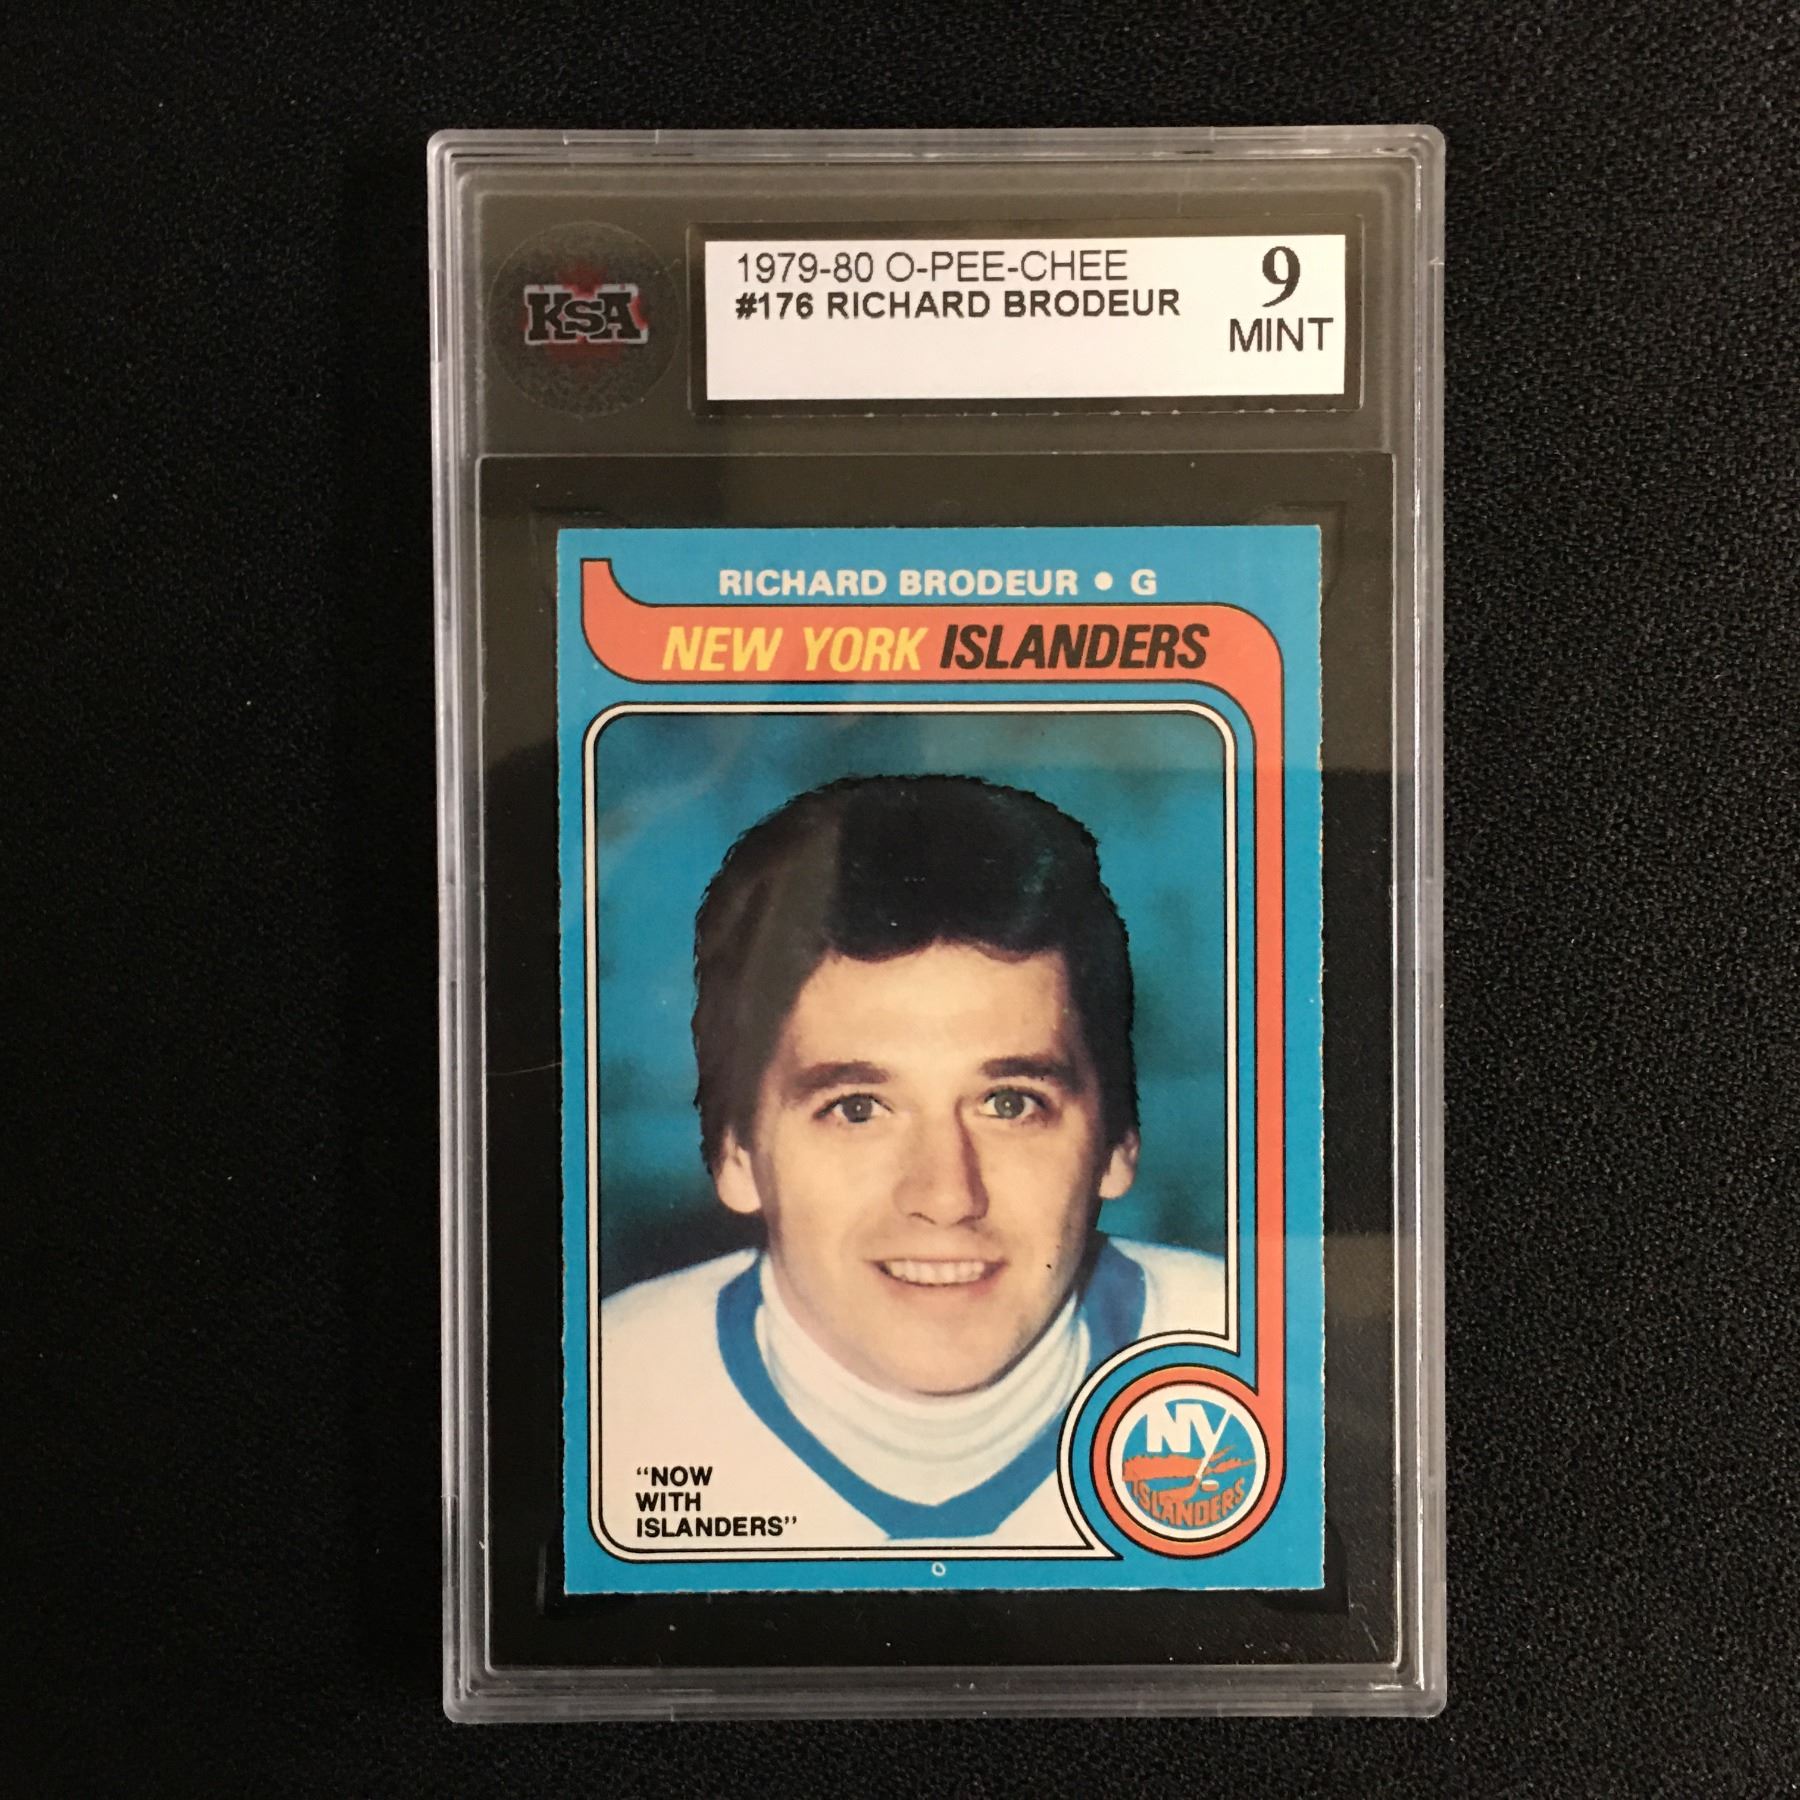 KSA
1979-80 O-PEE-CHEE
#176 RICHARD BRODEUR
9
MINT
RICHARD BRODEUR • G
NEW YORK ISLANDERS
"NOW
WITH
ISLANDERS"
NY
ISLANDERS